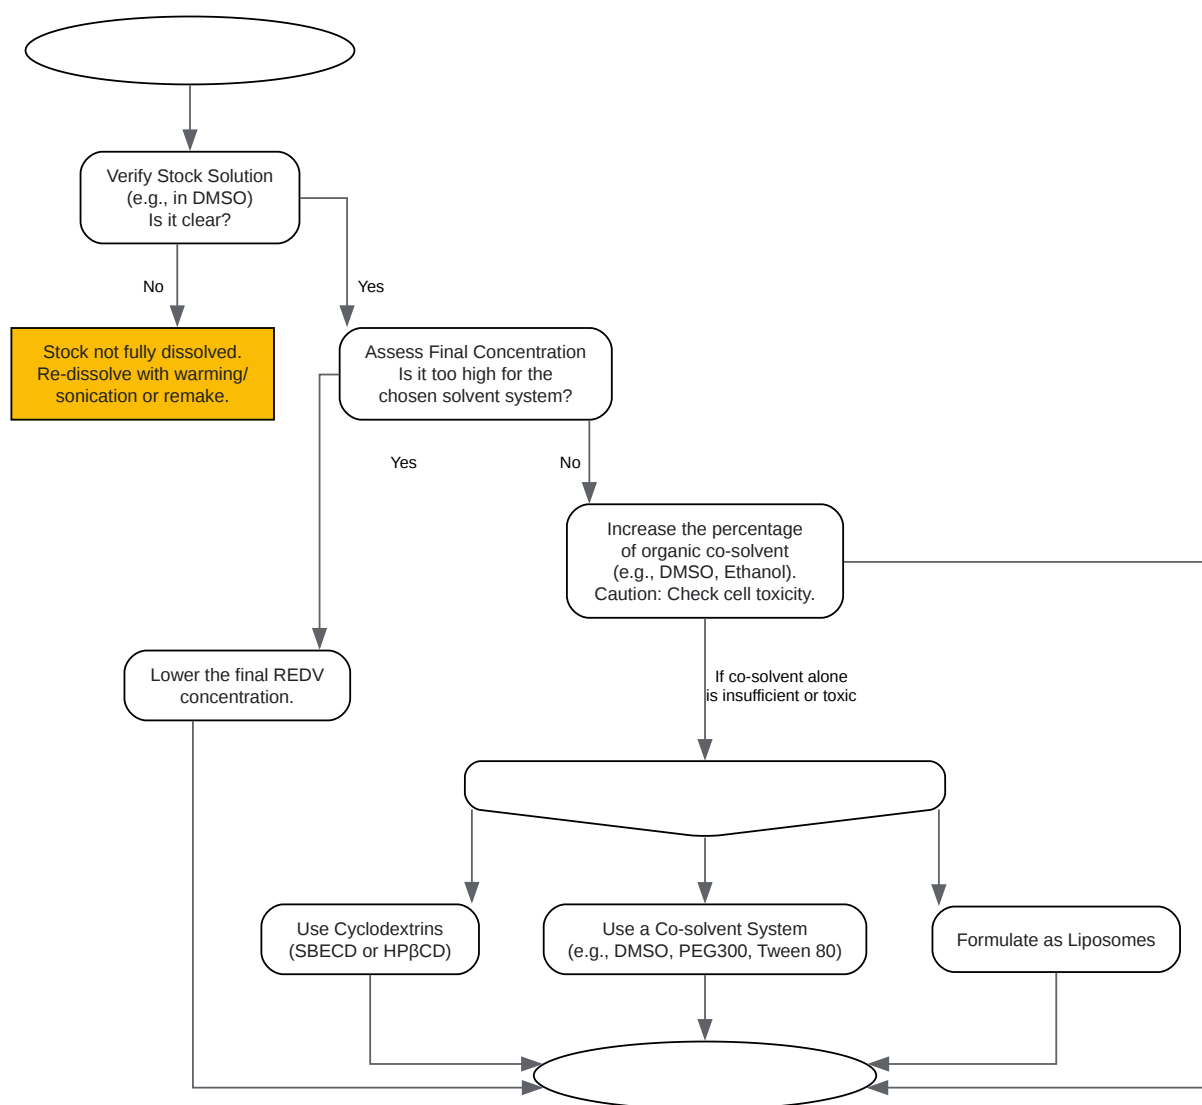 Verify Stock Solution
(e.g., in DMSO)
Is it clear?
No
Yes
Stock not fully dissolved.
Re-dissolve with warming/
sonication or remake.
Assess Final Concentration
Is it too high for the
chosen solvent system?
Yes
No
Increase the percentage
of organic co-solvent
(e.g., DMSO, Ethanol).
Caution: Check cell toxicity.
Lower the final REDV
concentration.
If co-solvent alone
is insufficient or toxic
Use Cyclodextrins
(SBECD or HPβCD)
Use a Co-solvent System
(e.g., DMSO, PEG300, Tween 80)
Formulate as Liposomes